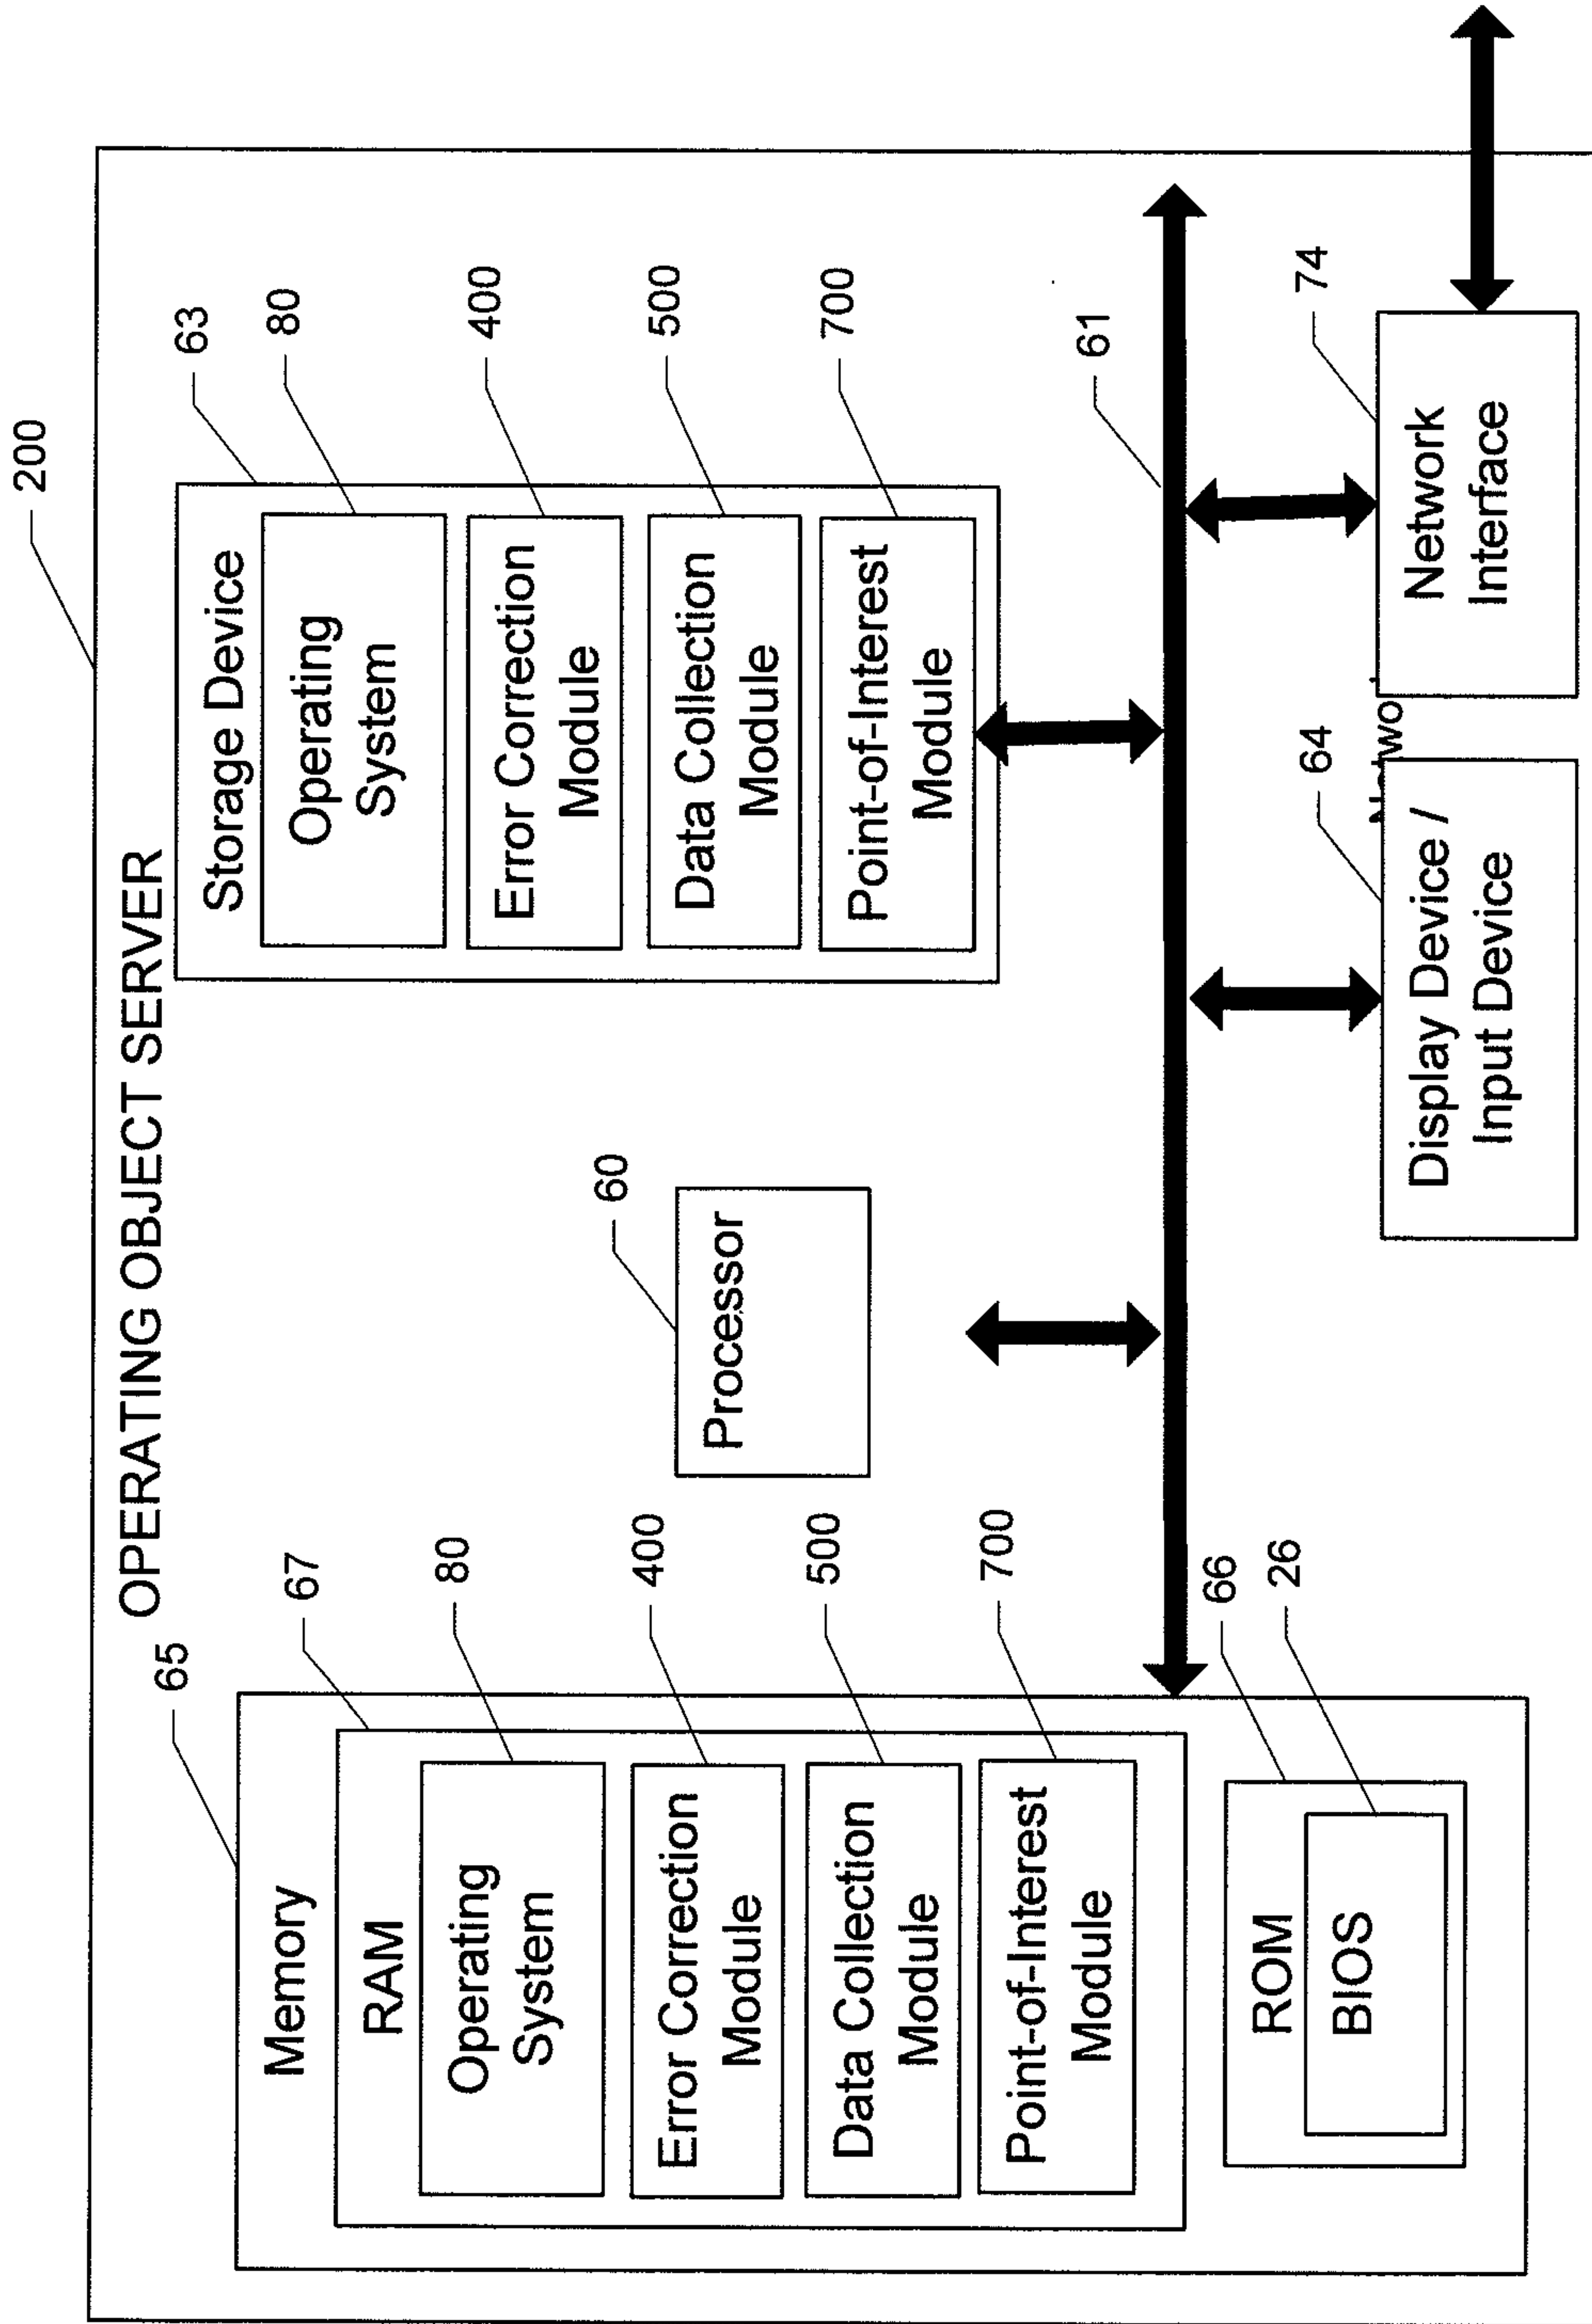 200
OPERATING OBJECT SERVER
65
Memory
67
RAM
80
Operating
System
400
Error Correction
Module
500
Data Collection
Module
700
Point-of-Interest
Module
66
ROM
26
BIOS
60
Processor
63
Storage Device
80
Operating
System
400
Error Correction
Module
500
Data Collection
Module
700
Point-of-Interest
Module
61
64
Display Device /
Input Device
74
Network
Interface